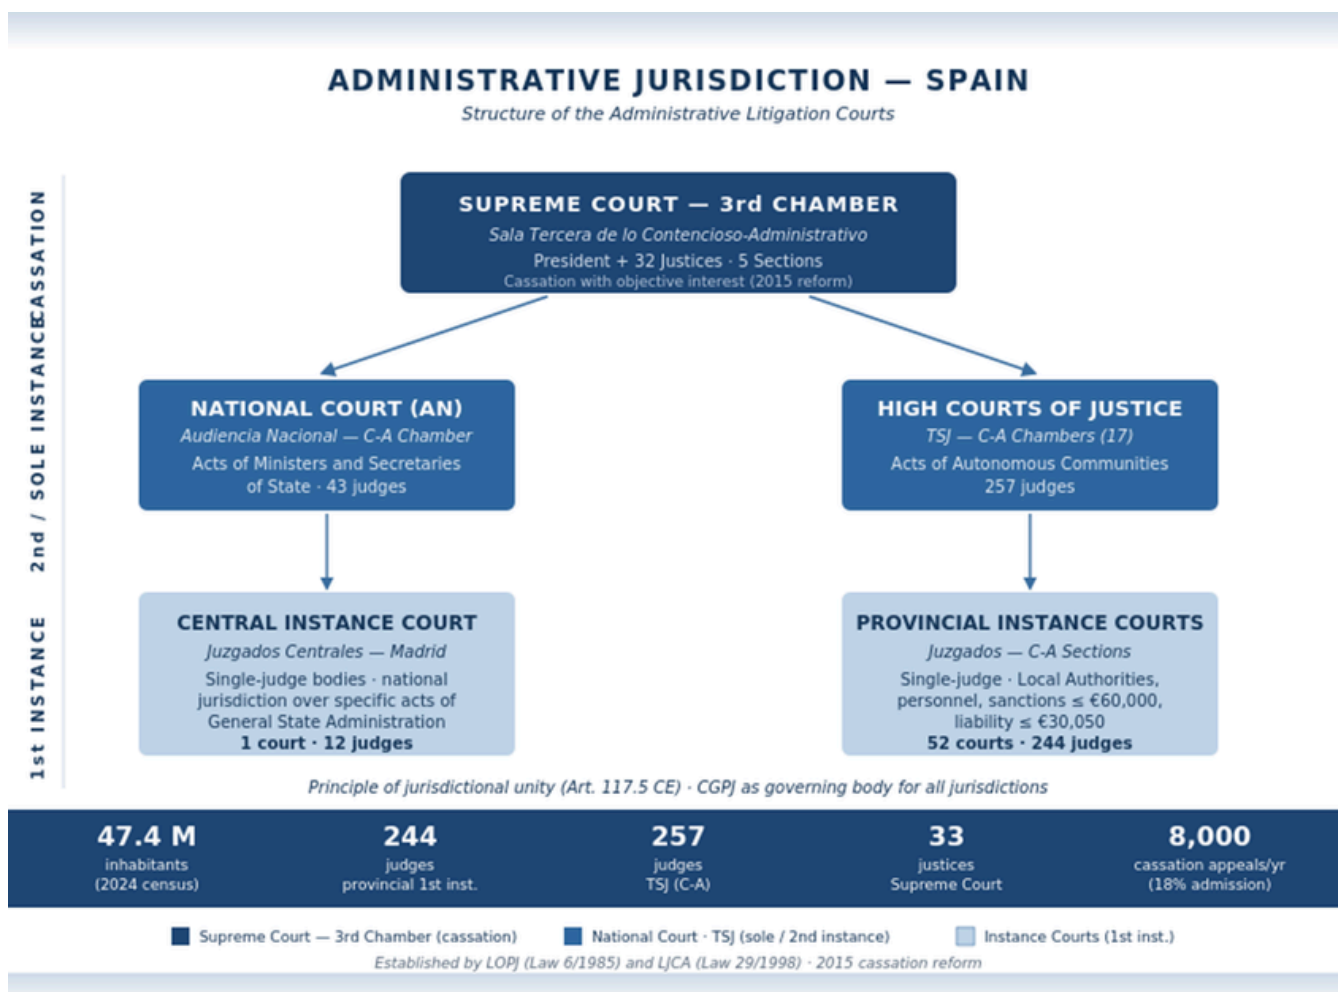 ADMINISTRATIVE JURISDICTION — SPAIN
Structure of the Administrative Litigation Courts
CASSATION
2nd / SOLE INSTANCE
1st INSTANCE
SUPREME COURT — 3rd CHAMBER
Sala Tercera de lo Contencioso-Administrativo
President + 32 Justices · 5 Sections
Cassation with objective interest (2015 reform)
NATIONAL COURT (AN)
Audiencia Nacional — C-A Chamber
Acts of Ministers and Secretaries
of State · 43 judges
HIGH COURTS OF JUSTICE
TSJ — C-A Chambers (17)
Acts of Autonomous Communities
257 judges
CENTRAL INSTANCE COURT
Juzgados Centrales — Madrid
Single-judge bodies · national
jurisdiction over specific acts of
General State Administration
1 court · 12 judges
PROVINCIAL INSTANCE COURTS
Juzgados — C-A Sections
Single-judge · Local Authorities,
personnel, sanctions ≤ €60,000,
liability ≤ €30,050
52 courts · 244 judges
Principle of jurisdictional unity (Art. 117.5 CE) · CGPJ as governing body for all jurisdictions
47.4 M
inhabitants
(2024 census)
244
judges
provincial 1st inst.
257
judges
TSJ (C-A)
33
justices
Supreme Court
8,000
cassation appeals/yr
(18% admission)
Supreme Court — 3rd Chamber (cassation)
National Court · TSJ (sole / 2nd instance)
Instance Courts (1st inst.)
Established by LOPJ (Law 6/1985) and LJCA (Law 29/1998) · 2015 cassation reform